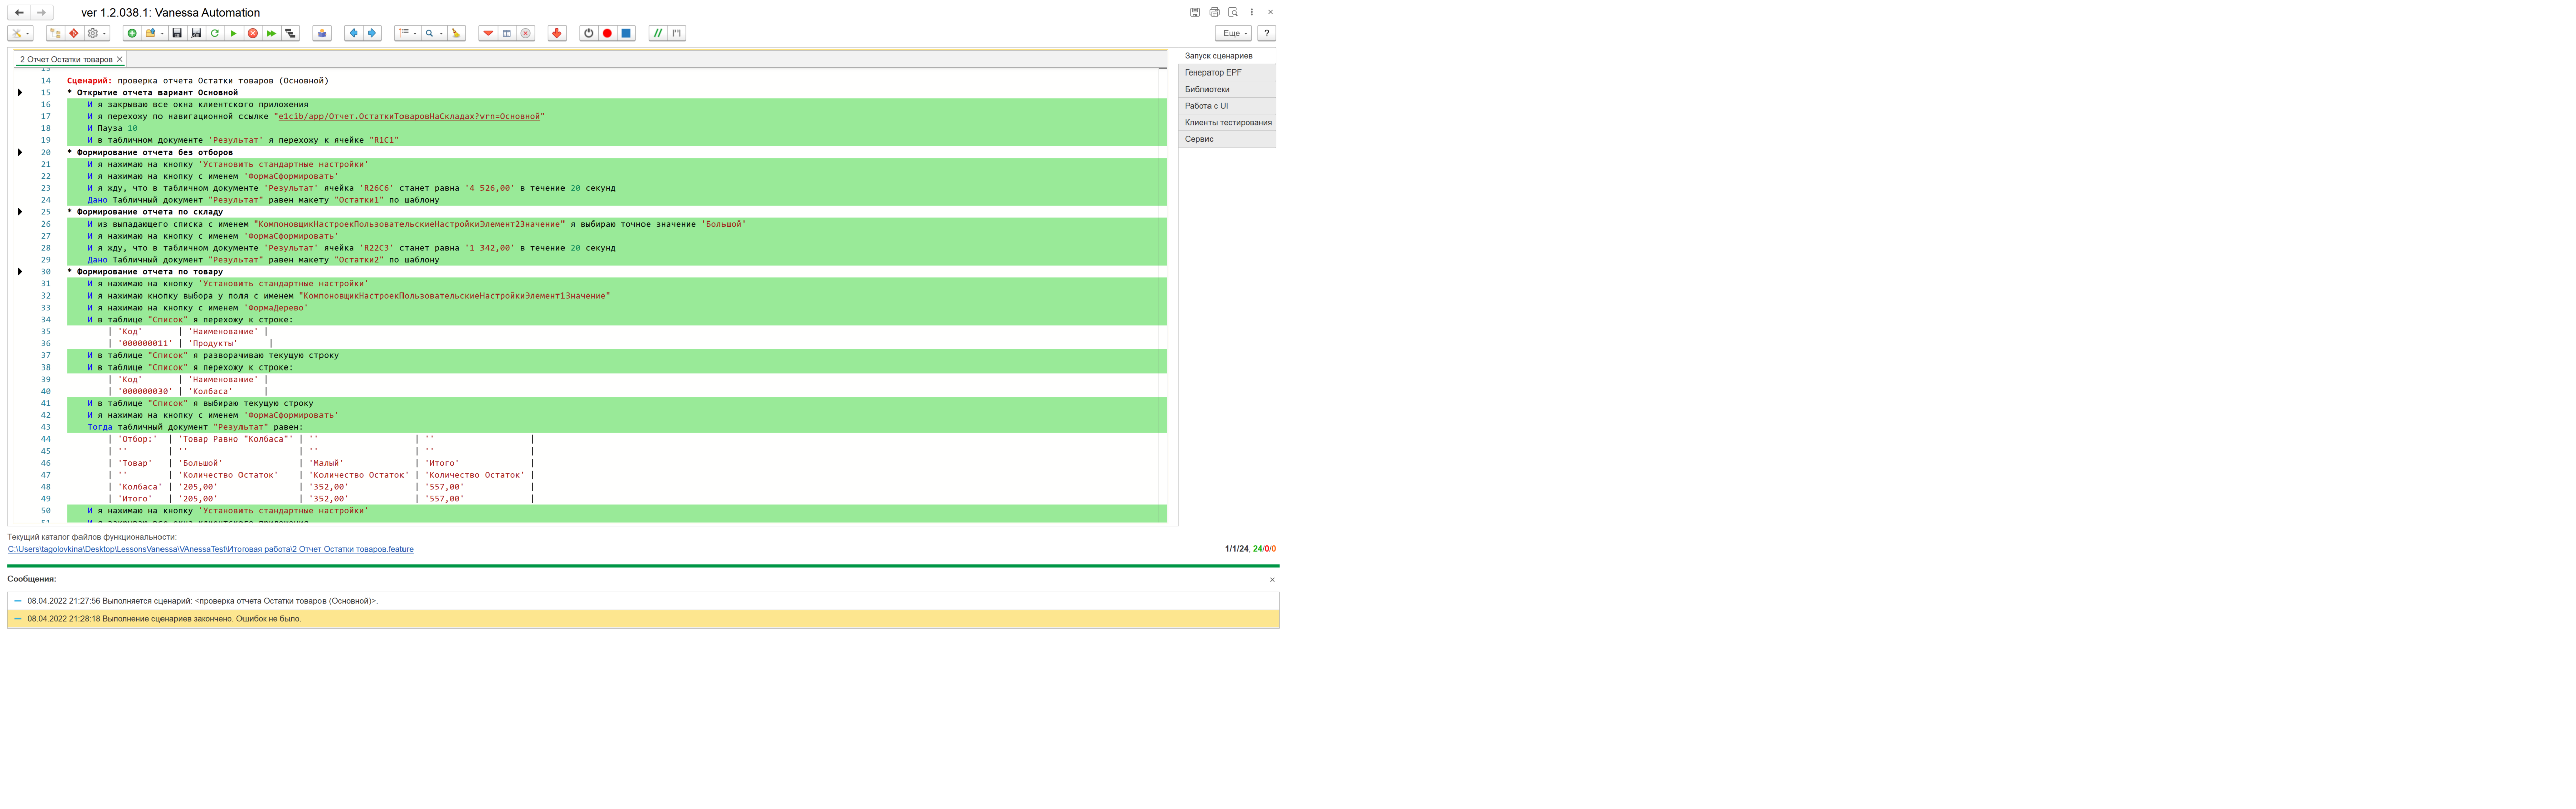 ver 1.2.038.1: Vanessa Automation
Еще
?
2 Отчет Остатки товаров
13
14 Сценарий: проверка отчета Остатки товаров (Основной)
15 * Открытие отчета вариант Основной
16 И я закрываю все окна клиентского приложения
17 И я перехожу по навигационной ссылке "e1cib/app/Отчет.ОстаткиТоваровНаСкладах?vrn=Основной"
18 И Пауза 10
19 И в табличном документе 'Результат' я перехожу к ячейке "R1C1"
20 * Формирование отчета без отборов
21 И я нажимаю на кнопку 'Установить стандартные настройки'
22 И я нажимаю на кнопку с именем 'ФормаСформировать'
23 И я жду, что в табличном документе 'Результат' ячейка 'R26C6' станет равна '4 526,00' в течение 20 секунд
24 Дано Табличный документ "Результат" равен макету "Остатки1" по шаблону
25 * Формирование отчета по складу
26 И из выпадающего списка с именем "КомпоновщикНастроекПользовательскиеНастройкиЭлемент2Значение" я выбираю точное значение 'Большой'
27 И я нажимаю на кнопку с именем 'ФормаСформировать'
28 И я жду, что в табличном документе 'Результат' ячейка 'R22C3' станет равна '1 342,00' в течение 20 секунд
29 Дано Табличный документ "Результат" равен макету "Остатки2" по шаблону
30 * Формирование отчета по товару
31 И я нажимаю на кнопку 'Установить стандартные настройки'
32 И я нажимаю кнопку выбора у поля с именем "КомпоновщикНастроекПользовательскиеНастройкиЭлемент1Значение"
33 И я нажимаю на кнопку с именем 'ФормаДерево'
34 И в таблице "Список" я перехожу к строке:
35 | 'Код' | 'Наименование' |
36 | '000000011' | 'Продукты' |
37 И в таблице "Список" я разворачиваю текущую строку
38 И в таблице "Список" я перехожу к строке:
39 | 'Код' | 'Наименование' |
40 | '000000030' | 'Колбаса' |
41 И в таблице "Список" я выбираю текущую строку
42 И я нажимаю на кнопку с именем 'ФормаСформировать'
43 Тогда табличный документ "Результат" равен:
44 | 'Отбор:' | 'Товар Равно "Колбаса"' | '' | '' |
45 | '' | '' | '' | '' |
46 | 'Товар' | 'Большой' | 'Малый' | 'Итого' |
47 | '' | 'Количество Остаток' | 'Количество Остаток' | 'Количество Остаток' |
48 | 'Колбаса' | '205,00' | '352,00' | '557,00' |
49 | 'Итого' | '205,00' | '352,00' | '557,00' |
50 И я нажимаю на кнопку 'Установить стандартные настройки'
51 И я закрываю все окна клиентского приложения
Запуск сценариев
Генератор EPF
Библиотеки
Работа с UI
Клиенты тестирования
Сервис
Текущий каталог файлов функциональности:
C:\Users\tagolovkina\Desktop\LessonsVanessa\VAnessaTest\Итоговая работа\2 Отчет Остатки товаров.feature
1/1/24, 24/0/0
Сообщения:
08.04.2022 21:27:56 Выполняется сценарий: <проверка отчета Остатки товаров (Основной)>.
08.04.2022 21:28:18 Выполнение сценариев закончено. Ошибок не было.